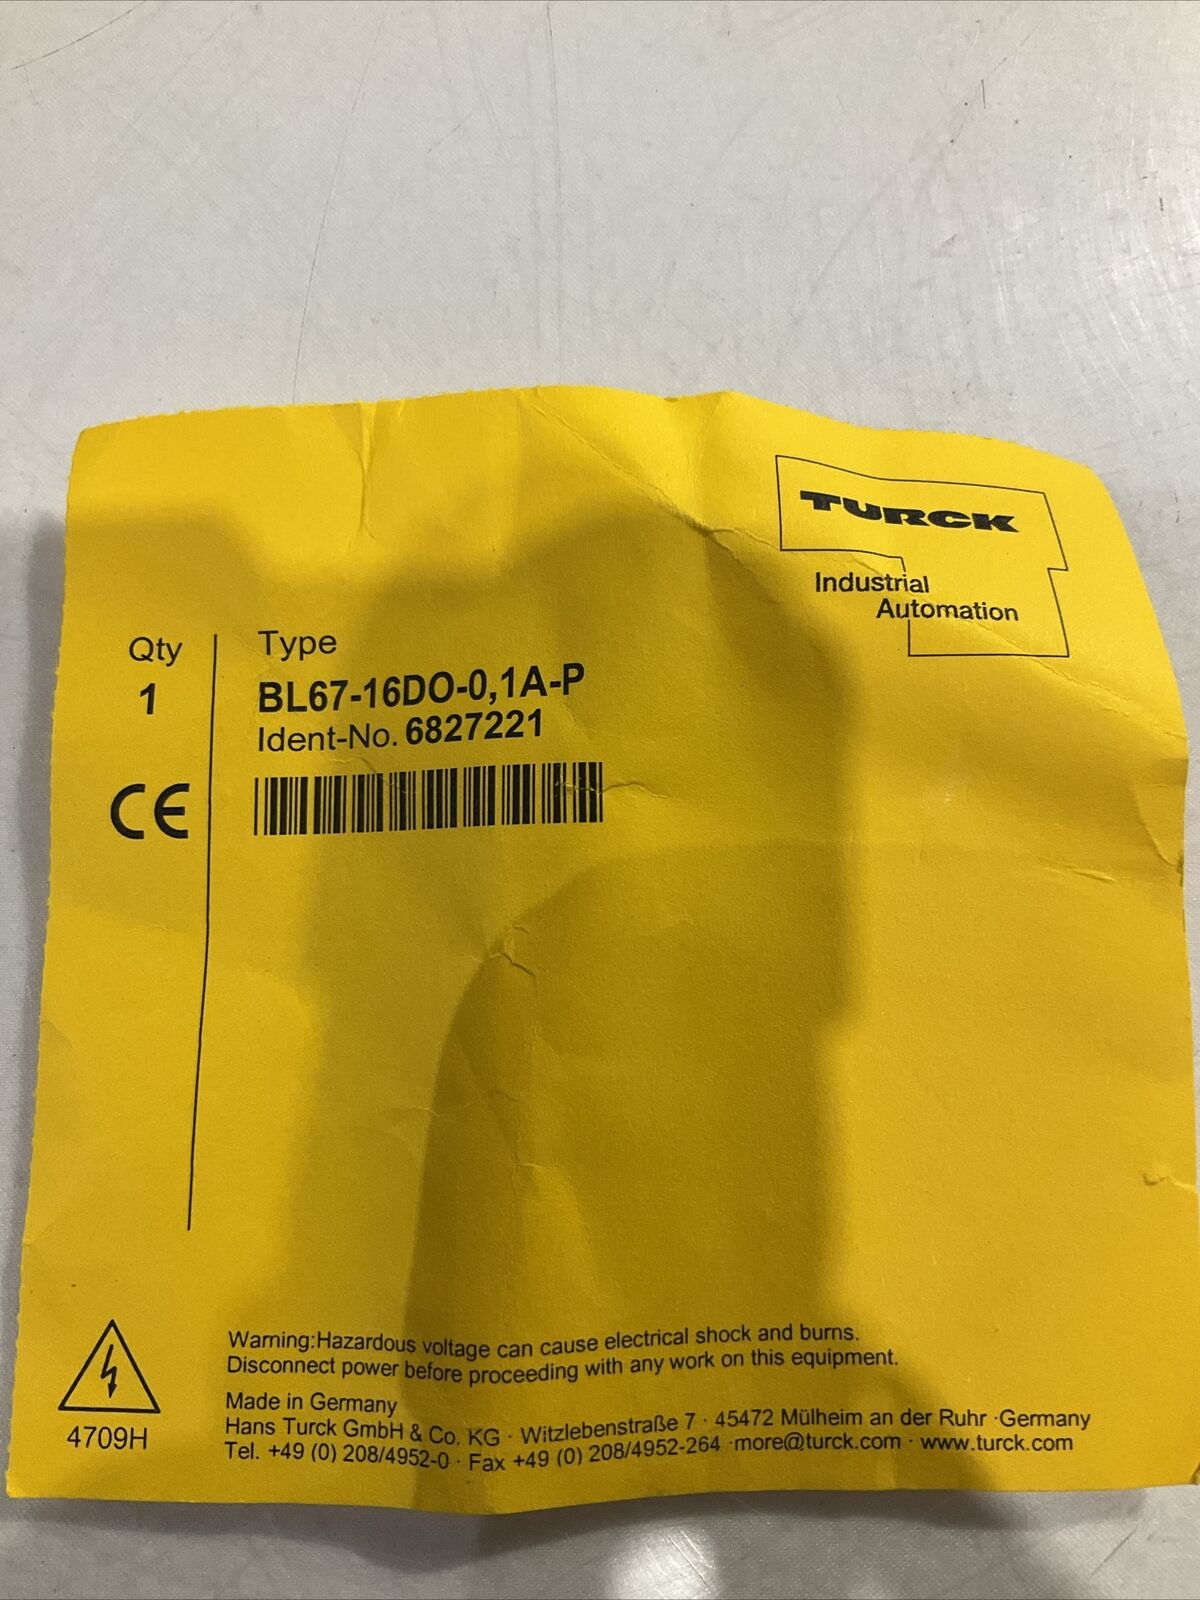 TURCK
Industrial
Automation
Qty
1
Type
BL67-16DO-0,1A-P
Ident-No. 6827221
CE
Warning:Hazardous voltage can cause electrical shock and burns.
Disconnect power before proceeding with any work on this equipment.
4709H
Made in Germany
Hans Turck GmbH & Co. KG · Witzlebenstraße 7 · 45472 Mülheim an der Ruhr ·Germany
Tel. +49 (0) 208/4952-0 · Fax +49 (0) 208/4952-264 ·more@turck.com · www.turck.com